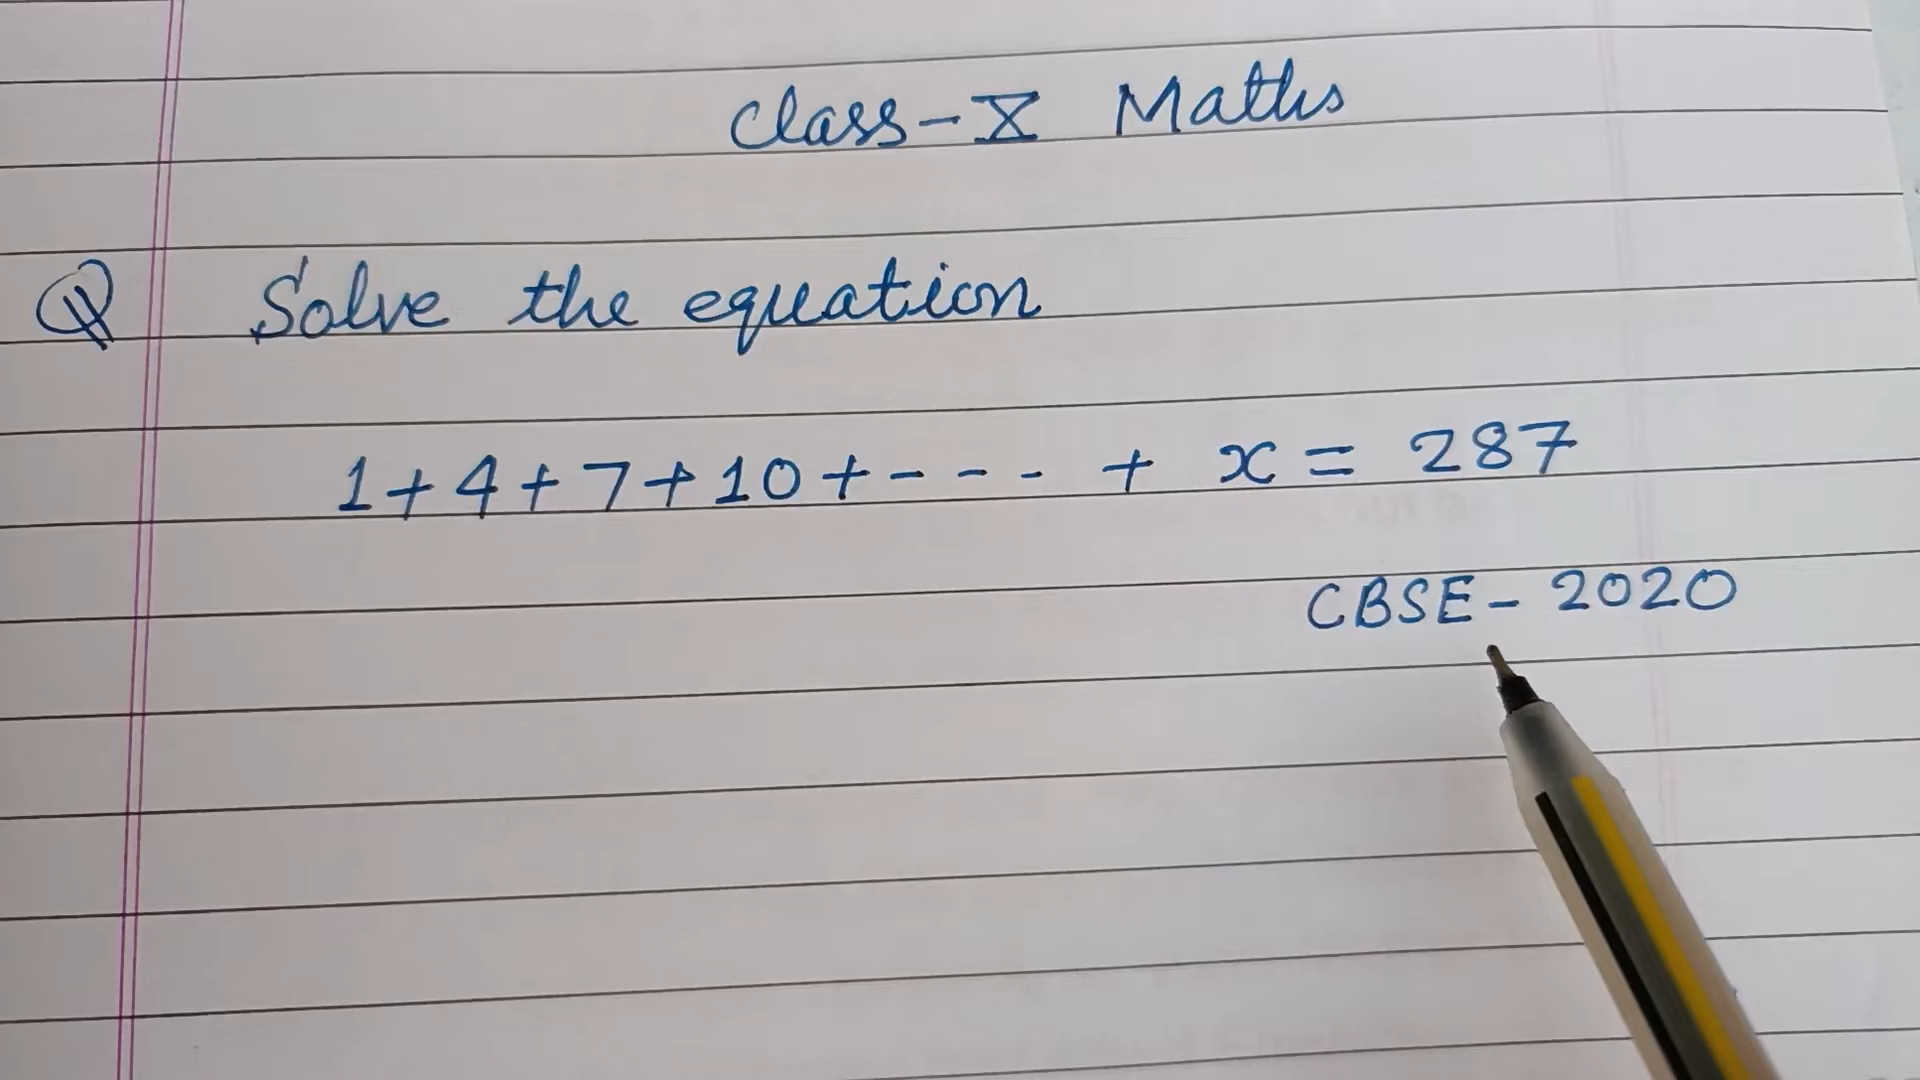 Class-X Maths
Q Solve the equation
1+4+7+10+---+ x = 287
CBSE-2020